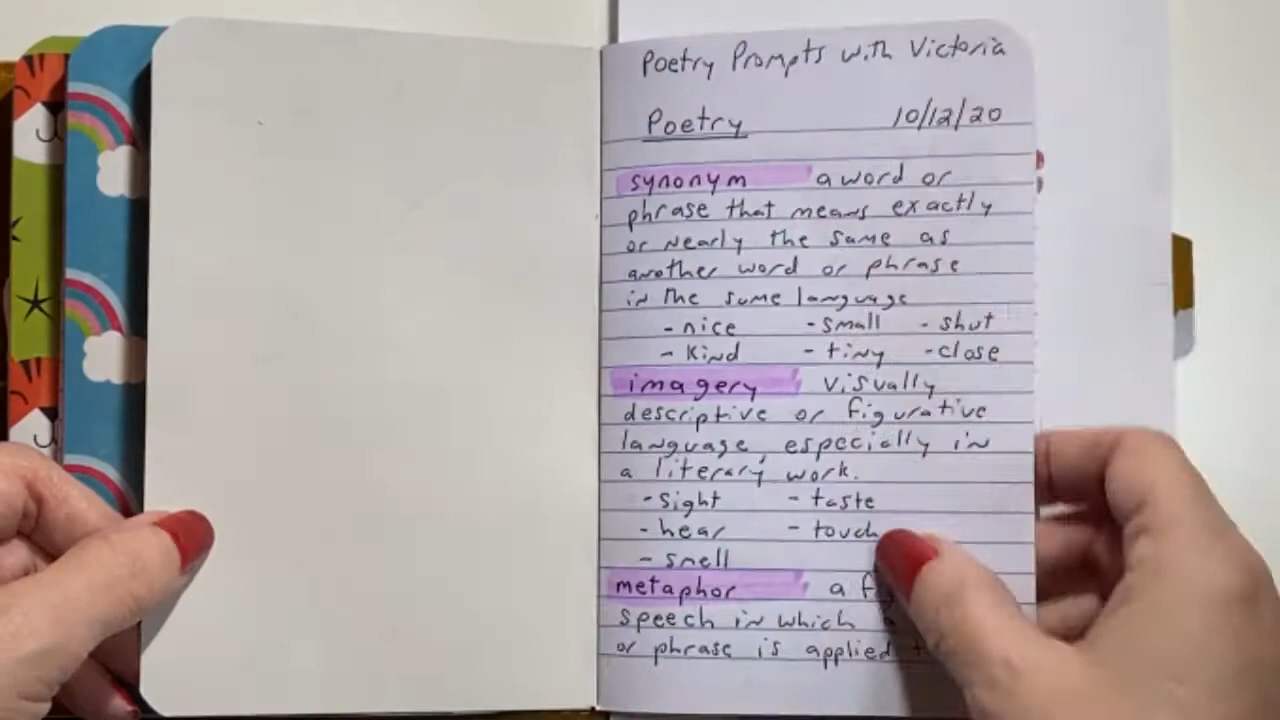 Poetry Prompts with Victoria
Poetry 10/12/20
synonym a word or
phrase that means exactly
or nearly the same as
another word or phrase
in the same language
- nice - small - shut
- kind - tiny - close
imagery visually
descriptive or figurative
language, especially in
a literary work.
- sight - taste
- hear - touch
- smell
metaphor a
speech in which
or phrase is applied